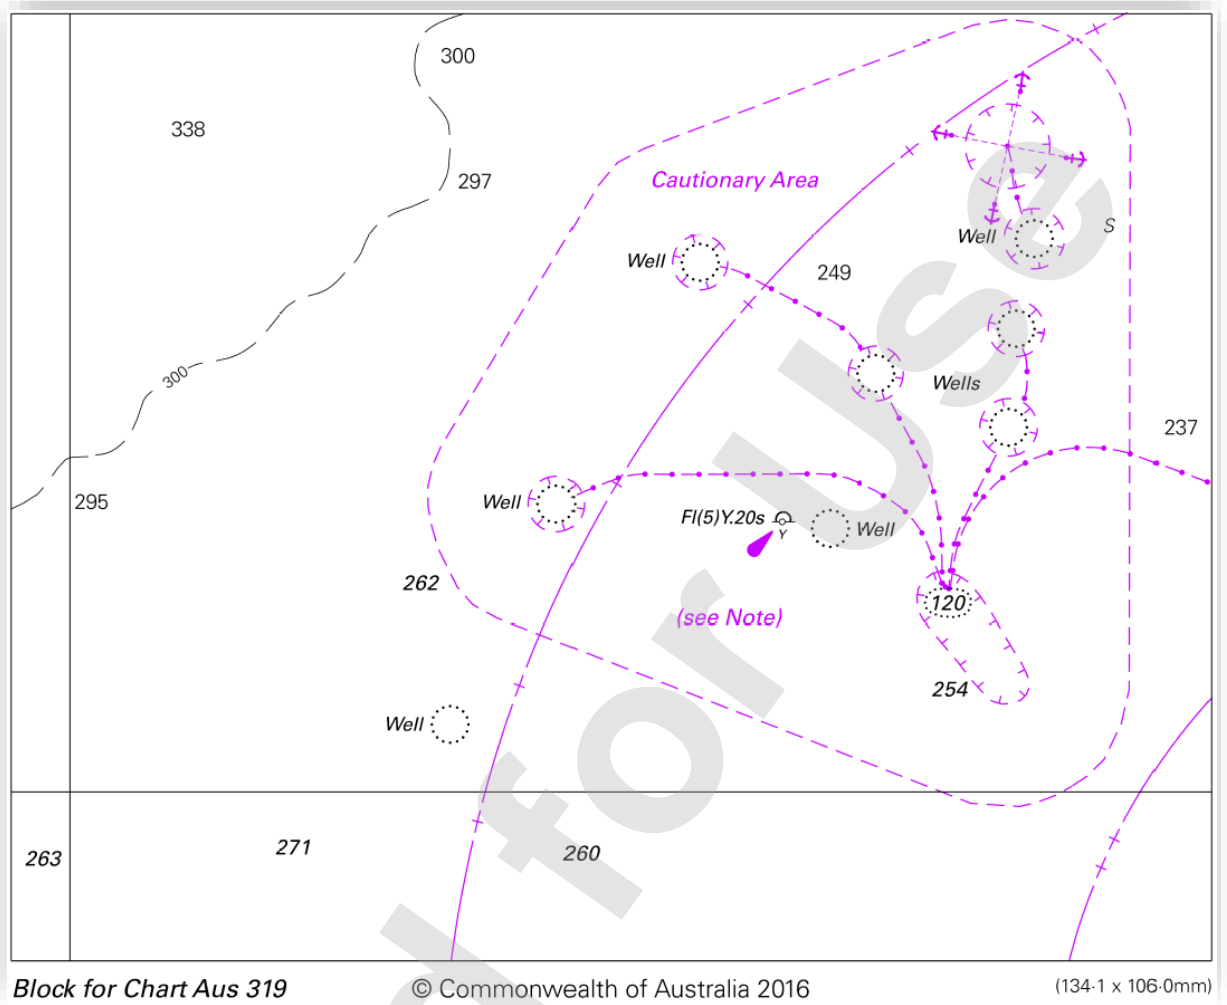 300
338
297
Cautionary Area
S
Well
Well
249
300
Wells
237
295
Well
Fl(5)Y.20s
Y
Well
262
120
(see Note)
254
Well
263
271
260
d for Use
Block for Chart Aus 319
© Commonwealth of Australia 2016
(134·1 x 106·0mm)